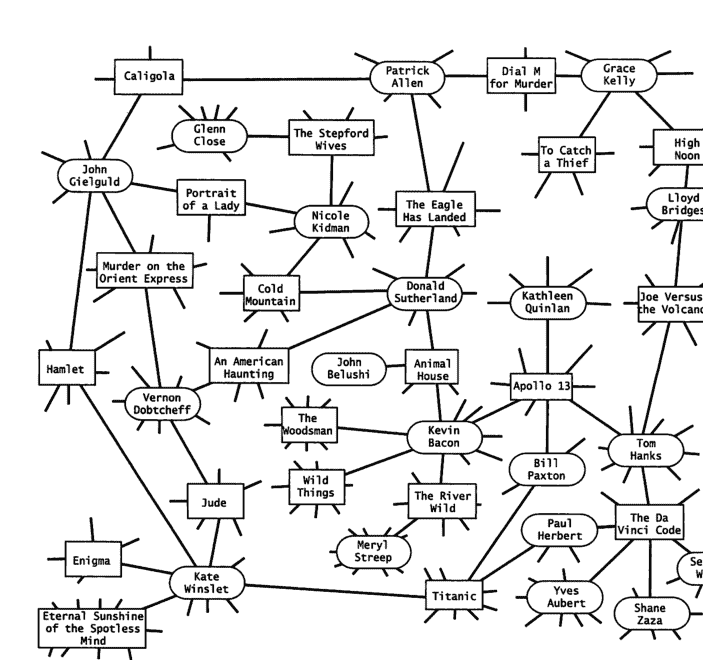 Caligola
Patrick
Allen
Dial M
for Murder
Grace
Kelly
Glenn
Close
The Stepford
Wives
To Catch
a Thief
High
Noon
John
Gielguld
Portrait
of a Lady
Nicole
Kidman
The Eagle
Has Landed
Lloyd
Bridges
Murder on the
Orient Express
Cold
Mountain
Donald
Sutherland
Kathleen
Quinlan
Joe Versus
the Volcano
Hamlet
An American
Haunting
John
Belushi
Animal
House
Apollo 13
Vernon
Dobtcheff
The
Woodsman
Kevin
Bacon
Tom
Hanks
Bill
Paxton
Wild
Things
The River
Wild
Jude
Paul
Herbert
The Da
Vinci Code
Enigma
Meryl
Streep
Kate
Winslet
Titanic
Yves
Aubert
Shane
Zaza
Eternal Sunshine
of the Spotless
Mind